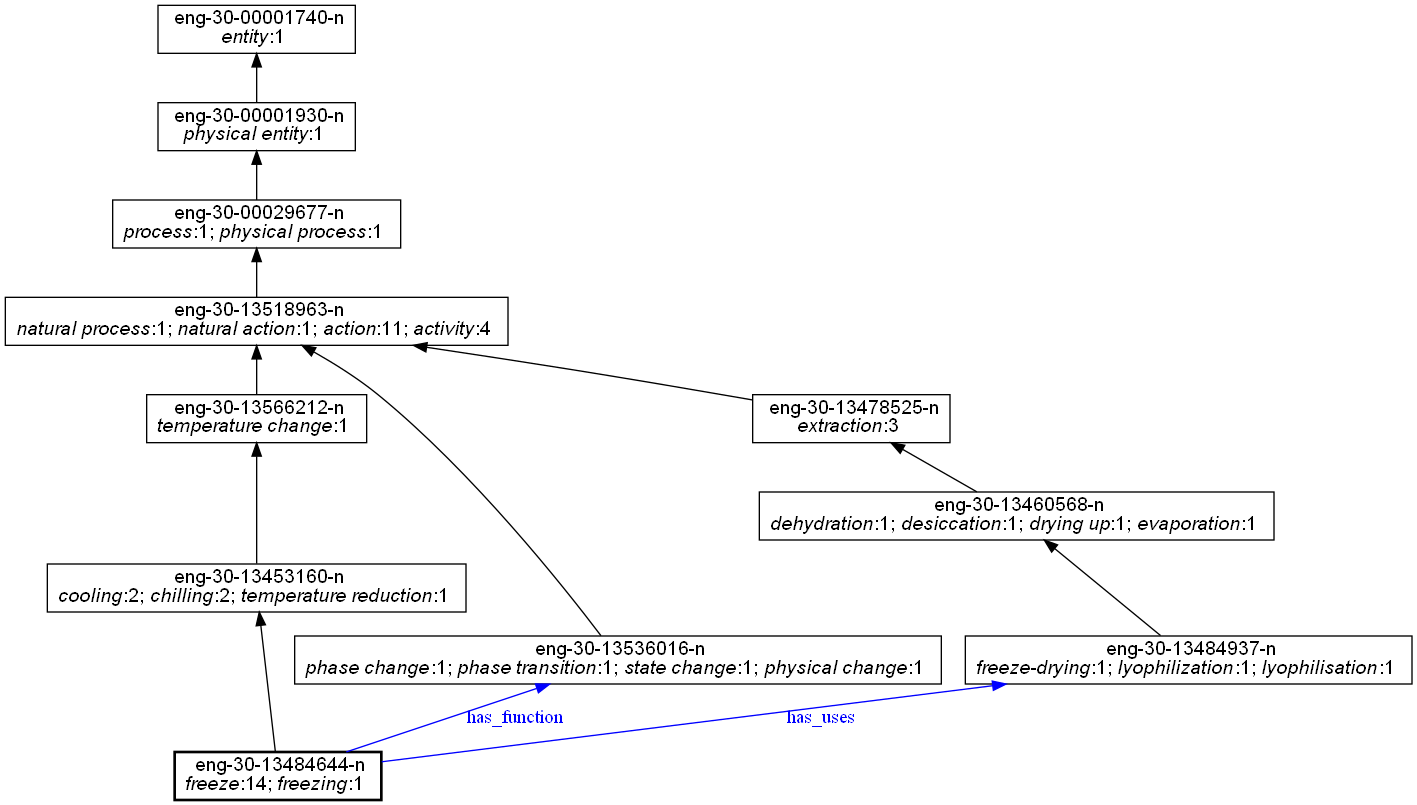 eng-30-00001740-n
entity:1
eng-30-00001930-n
physical entity:1
eng-30-00029677-n
process:1; physical process:1
eng-30-13518963-n
natural process:1; natural action:1; action:11; activity:4
eng-30-13566212-n
temperature change:1
eng-30-13478525-n
extraction:3
eng-30-13460568-n
dehydration:1; desiccation:1; drying up:1; evaporation:1
eng-30-13453160-n
cooling:2; chilling:2; temperature reduction:1
eng-30-13536016-n
phase change:1; phase transition:1; state change:1; physical change:1
eng-30-13484937-n
freeze-drying:1; lyophilization:1; lyophilisation:1
has_function
has_uses
eng-30-13484644-n
freeze:14; freezing:1